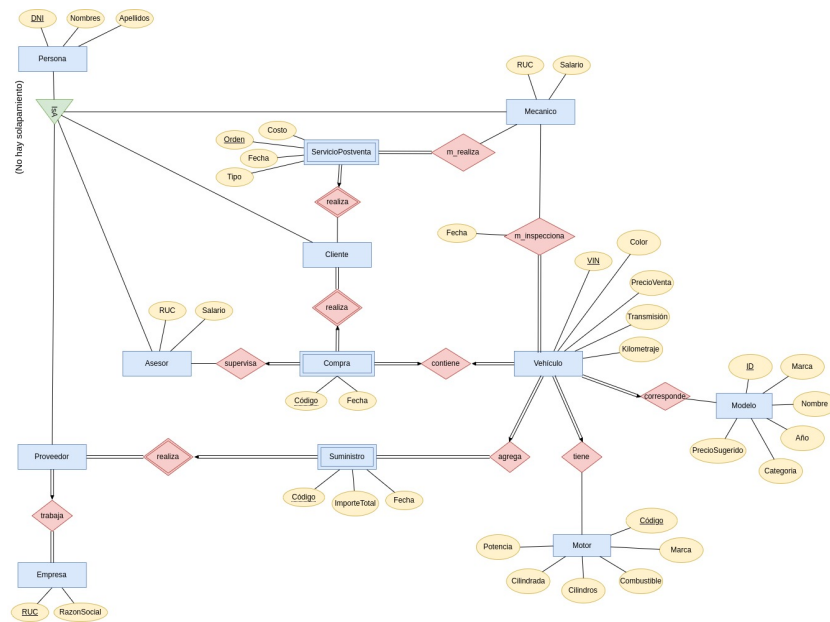 DNI
Nombres
Apellidos
Persona
(No hay solapamiento)
IsA
RUC
Salario
Mecanico
Costo
Orden
Fecha
Tipo
ServicioPostventa
m_realiza
realiza
Cliente
realiza
Fecha
m_inspecciona
VIN
Color
PrecioVenta
Transmisión
Kilometraje
RUC
Salario
Asesor
supervisa
Compra
contiene
Vehículo
Código
Fecha
corresponde
ID
Marca
Modelo
Nombre
Año
PrecioSugerido
Categoria
Proveedor
realiza
Suministro
agrega
tiene
Código
ImporteTotal
Fecha
trabaja
Empresa
RUC
RazonSocial
Código
Potencia
Motor
Marca
Cilindrada
Cilindros
Combustible